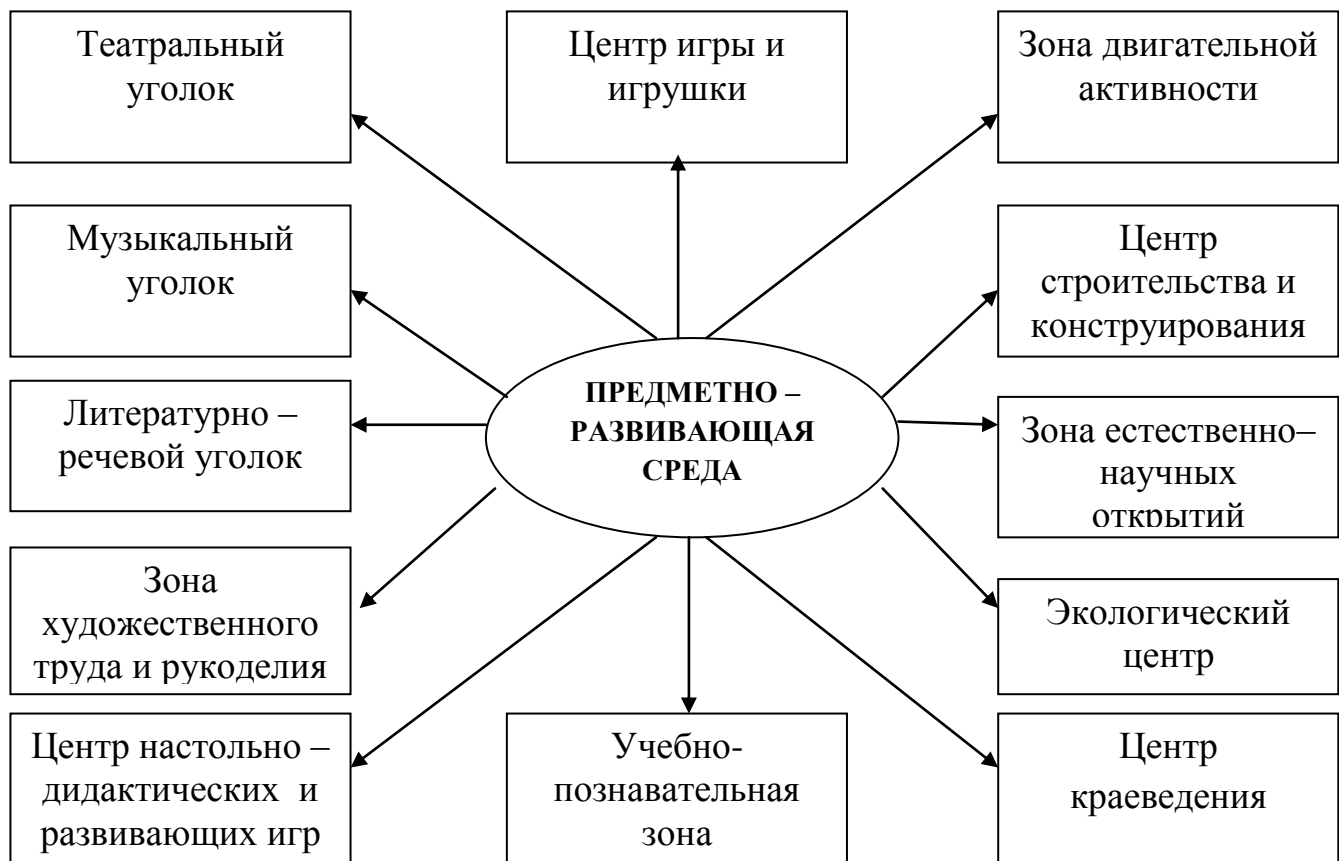 Театральный
уголок
Центр игры и
игрушки
Зона двигательной
активности
Музыкальный
уголок
Центр
строительства и
конструирования
Литературно –
речевой уголок
ПРЕДМЕТНО –
РАЗВИВАЮЩАЯ
СРЕДА
Зона естественно–
научных
открытий
Зона
художественного
труда и рукоделия
Экологический
центр
Центр настольно –
дидактических и
развивающих игр
Учебно-
познавательная
зона
Центр
краеведения